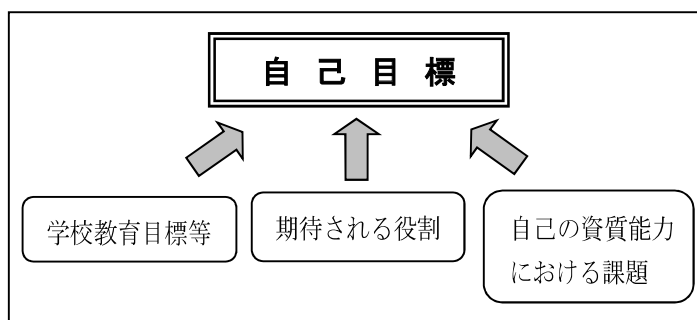 自己目標
学校教育目標等
期待される役割
自己の資質能力
における課題